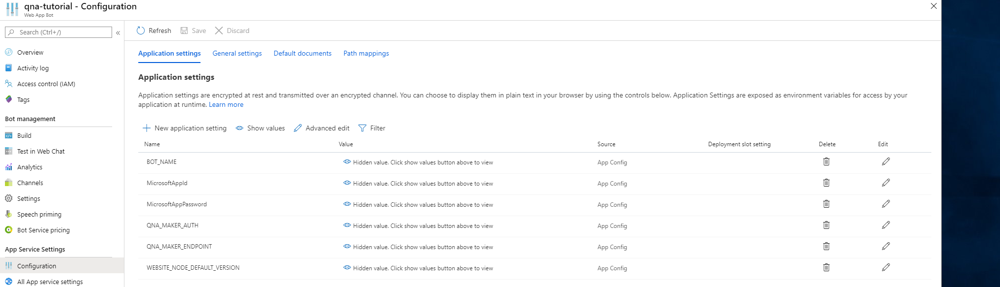 qna-tutorial - Configuration
Web App Bot
Search (Ctrl+/)
«
Overview
Activity log
Access control (IAM)
Tags
Bot management
Build
Test in Web Chat
Analytics
Channels
Settings
Speech priming
Bot Service pricing
App Service Settings
Configuration
All App service settings
Refresh Save Discard
Application settings General settings Default documents Path mappings
Application settings
Application settings are encrypted at rest and transmitted over an encrypted channel. You can choose to display them in plain text in your browser by using the controls below. Application Settings are exposed as environment variables for access by your
application at runtime. Learn more
New application setting Show values Advanced edit Filter
Name Value Source Deployment slot setting Delete Edit
BOT_NAME Hidden value. Click show values button above to view App Config
MicrosoftAppId Hidden value. Click show values button above to view App Config
MicrosoftAppPassword Hidden value. Click show values button above to view App Config
QNA_MAKER_AUTH Hidden value. Click show values button above to view App Config
QNA_MAKER_ENDPOINT Hidden value. Click show values button above to view App Config
WEBSITE_NODE_DEFAULT_VERSION Hidden value. Click show values button above to view App Config